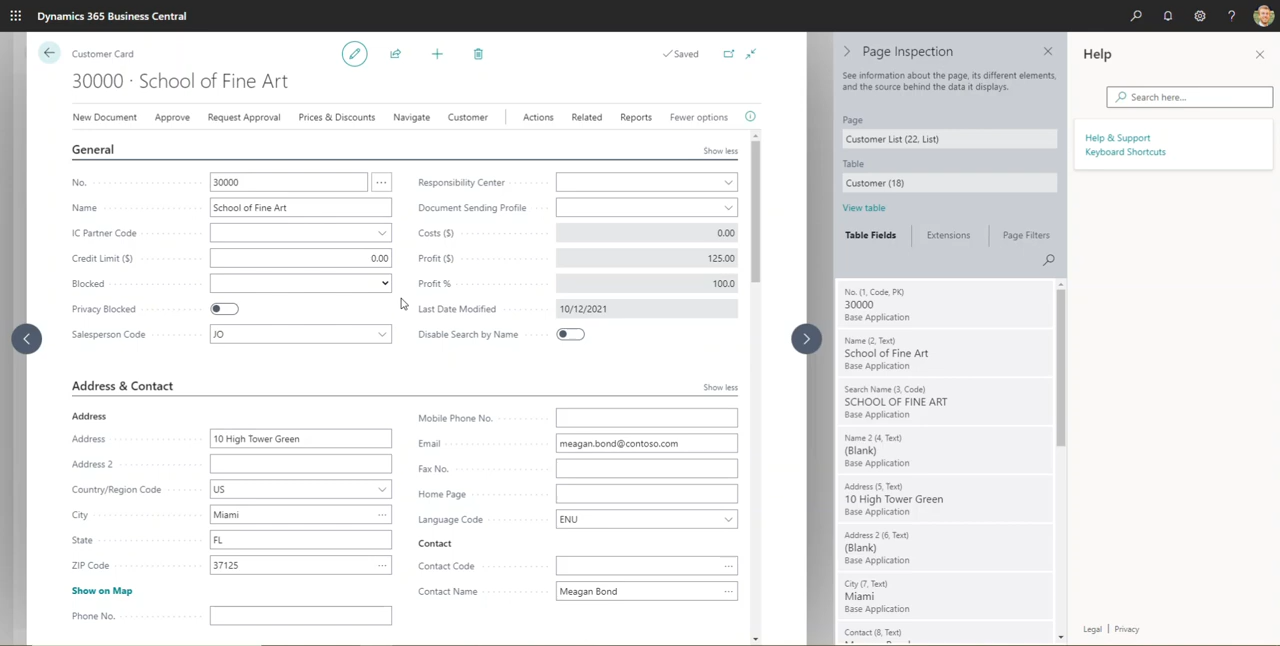 Dynamics 365 Business Central
Customer Card
Saved
30000 · School of Fine Art
New Document Approve Request Approval Prices & Discounts Navigate Customer Actions Related Reports Fewer options
General
Show less
No. 30000
Name School of Fine Art
IC Partner Code
Credit Limit ($) 0.00
Blocked
Privacy Blocked
Salesperson Code JO
Responsibility Center
Document Sending Profile
Costs ($) 0.00
Profit ($) 125.00
Profit % 100.0
Last Date Modified 10/12/2021
Disable Search by Name
Address & Contact
Show less
Address
Address 10 High Tower Green
Address 2
Country/Region Code US
City Miami
State FL
ZIP Code 37125
Show on Map
Phone No.
Mobile Phone No.
Email meagan.bond@contoso.com
Fax No.
Home Page
Language Code ENU
Contact
Contact Code
Contact Name Meagan Bond
Page Inspection
See information about the page, its different elements,
and the source behind the data it displays.
Page
Customer List (22, List)
Table
Customer (18)
View table
Table Fields Extensions Page Filters
No. (1, Code, PK)
30000
Base Application
Name (2, Text)
School of Fine Art
Base Application
Search Name (3, Code)
SCHOOL OF FINE ART
Base Application
Name 2 (4, Text)
(Blank)
Base Application
Address (5, Text)
10 High Tower Green
Base Application
Address 2 (6, Text)
(Blank)
Base Application
City (7, Text)
Miami
Base Application
Contact (8, Text)
Help
Search here...
Help & Support
Keyboard Shortcuts
Legal | Privacy